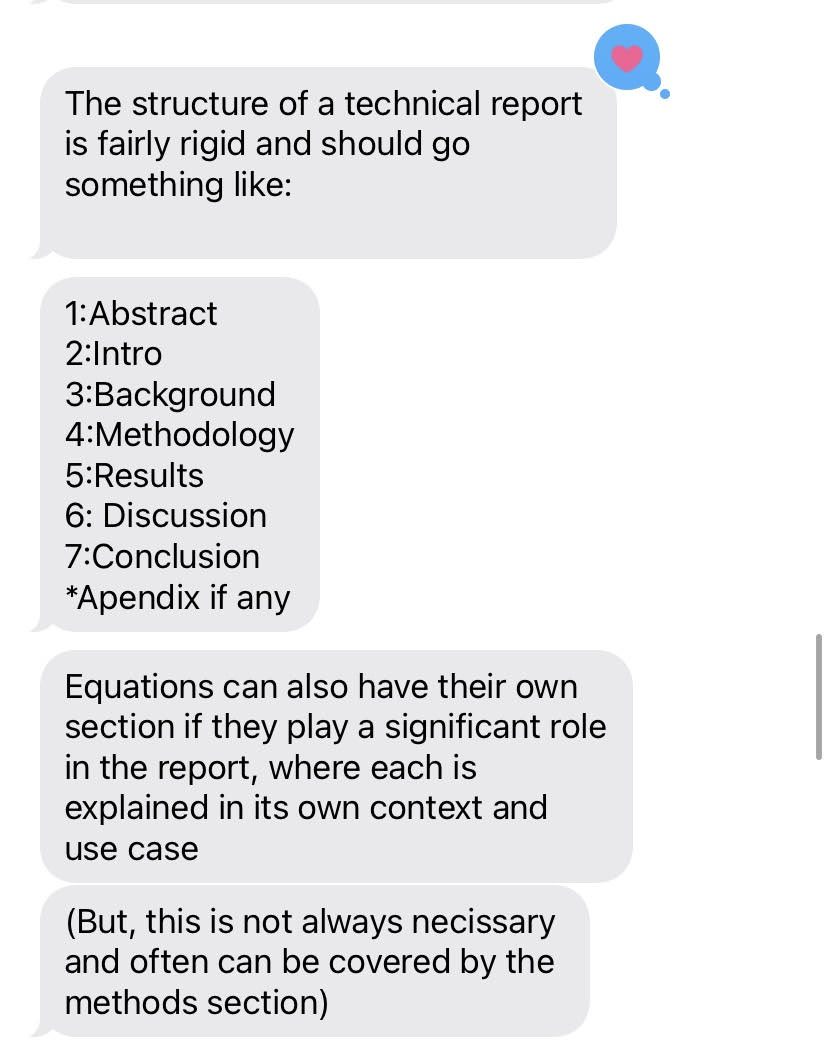 The structure of a technical report
is fairly rigid and should go
something like:
1:Abstract
2:Intro
3:Background
4:Methodology
5:Results
6: Discussion
7:Conclusion
*Apendix if any
Equations can also have their own
section if they play a significant role
in the report, where each is
explained in its own context and
use case
(But, this is not always necissary
and often can be covered by the
methods section)